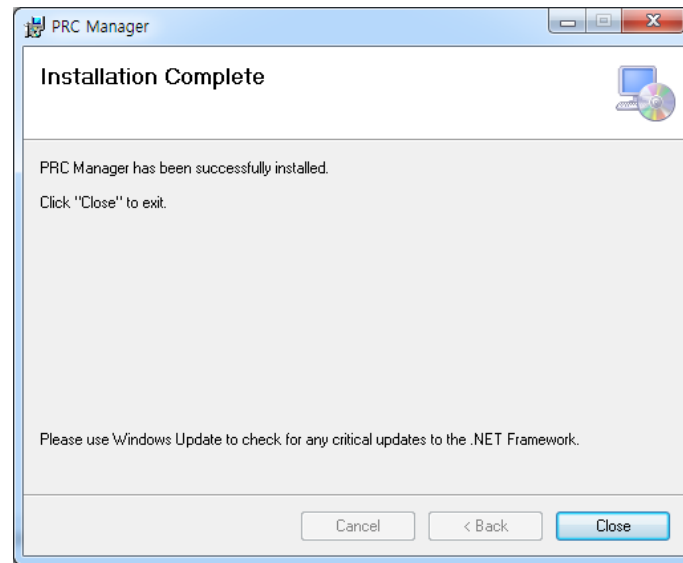 PRC Manager
Installation Complete
PRC Manager has been successfully installed.
Click "Close" to exit.
Please use Windows Update to check for any critical updates to the .NET Framework.
Cancel
< Back
Close